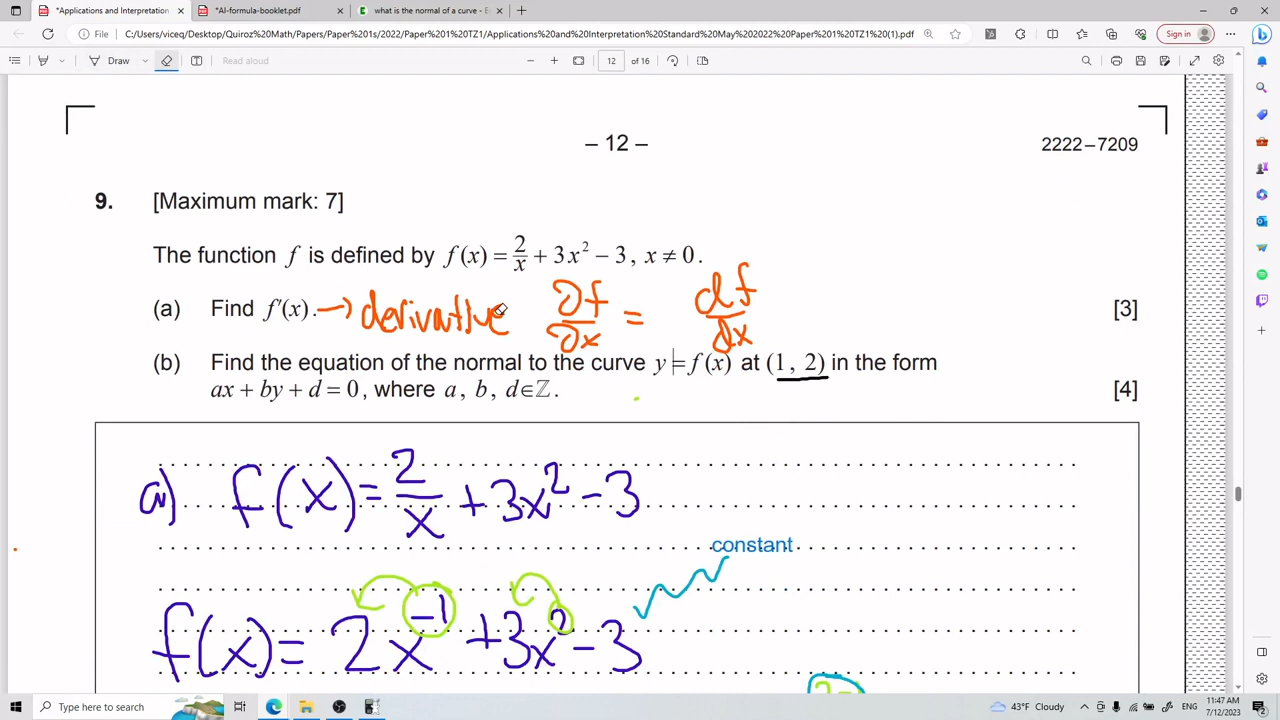 *Applications and Interpretation
*AI-formula-booklet.pdf
what is the normal of a curve - E
File
C:/Users/viceq/Desktop/Quiroz%20Math/Papers/Paper%201s/2022/Paper%201%20TZ1/Applications%20and%20Interpretation%20Standard%20May%202022%20Paper%201%20TZ1%20(1).pdf
Sign in
Draw
Read aloud
12
of 16
– 12 –
2222–7209
9. [Maximum mark: 7]
The function f is defined by f(x) = 2/x + 3x² − 3, x ≠ 0.
(a) Find f′(x). → derivative ∂f/∂x = df/dx [3]
(b) Find the equation of the normal to the curve y = f(x) at (1, 2) in the form
ax + by + d = 0, where a, b, d ∈ ℤ. [4]
a) f(x) = 2/x + 3x² − 3
constant
f(x) = 2x⁻¹ + 3x² − 3
Type here to search
43°F Cloudy
ENG
11:47 AM
7/12/2023